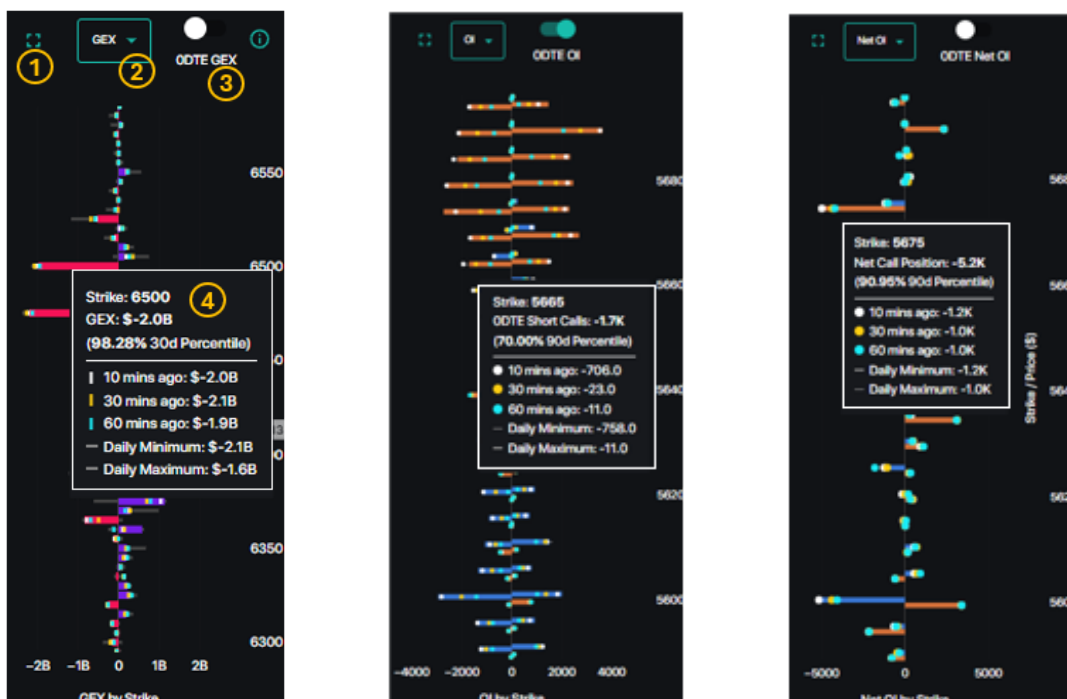 GEX
0DTE GEX
1
2
3
6550
6500
Strike: 6500
4
GEX: $-2.0B
(98.28% 30d Percentile)
10 mins ago: $-2.0B
30 mins ago: $-2.1B
60 mins ago: $-1.9B
Daily Minimum: $-2.1B
Daily Maximum: $-1.6B
6350
6300
-2B -1B 0 1B 2B
GEX by Strike
OI
0DTE OI
5680
5660
Strike: 5665
0DTE Short Calls: -1.7K
(70.00% 90d Percentile)
10 mins ago: -706.0
30 mins ago: -23.0
60 mins ago: -11.0
Daily Minimum: -758.0
Daily Maximum: -11.0
5640
5620
5600
-4000 -2000 0 2000 4000
OI by Strike
Net OI
0DTE Net OI
Strike: 5675
Net Call Position: -5.2K
(90.95% 90d Percentile)
10 mins ago: -1.2K
30 mins ago: -1.0K
60 mins ago: -1.0K
Daily Minimum: -1.2K
Daily Maximum: -1.0K
Strike / Price ($)
-5000 0 5000
Net OI by Strike